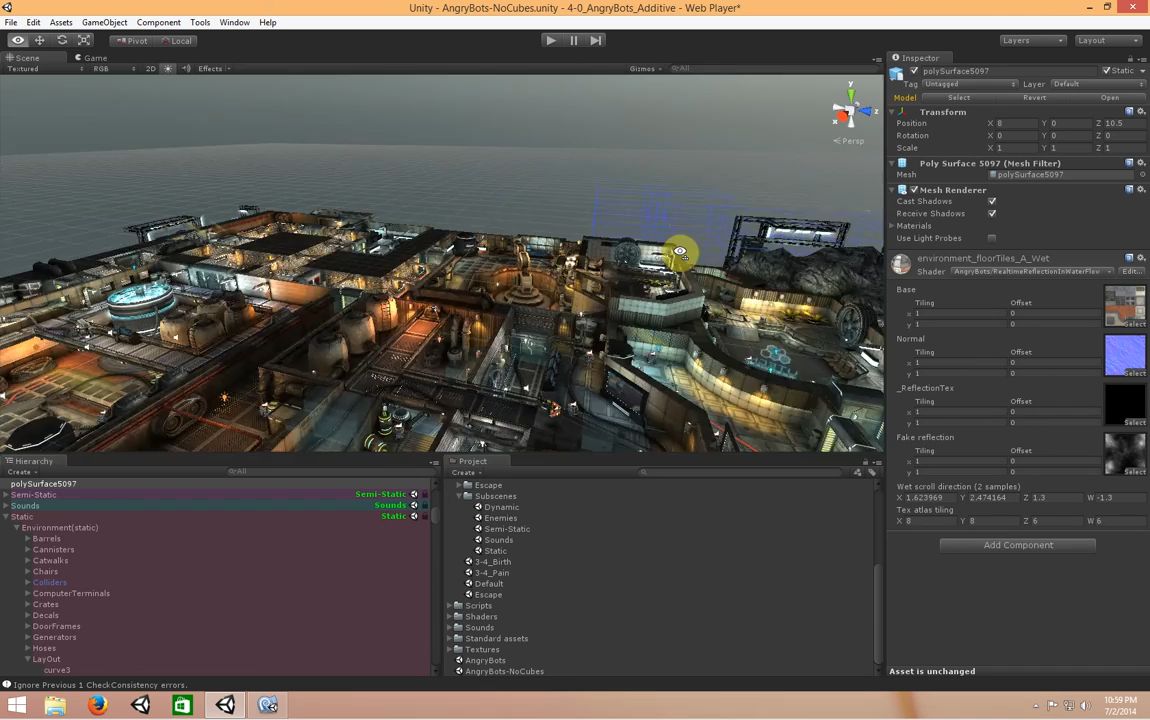 Unity - AngryBots-NoCubes.unity - 4-0_AngryBots_Additive - Web Player*
File Edit Assets GameObject Component Tools Window Help
Pivot Local Layers Layout
Scene Game
Textured RGB 2D Effects Gizmos All
y
z
x
Persp
Inspector
polySurface5097 Static
Tag Untagged Layer Default
Model Select Revert Open
Transform
Position X 8 Y 0 Z 10.5
Rotation X 0 Y 0 Z 0
Scale X 1 Y 1 Z 1
Poly Surface 5097 (Mesh Filter)
Mesh polySurface5097
Mesh Renderer
Cast Shadows
Receive Shadows
Materials
Use Light Probes
environment_floorTiles_A_Wet
Shader AngryBots/RealtimeReflectionInWaterFlow Edit...
Base
Tiling Offset
x 1 0
y 1 0
Select
Normal
Tiling Offset
x 1 0
y 1 0
Select
_ReflectionTex
Tiling Offset
x 1 0
y 1 0
Select
Fake reflection
Tiling Offset
x 1 0
y 1 0
Select
Wet scroll direction (2 samples)
X 1.623969 Y 2.474164 Z 1.3 W -1.3
Tex atlas tiling
X 8 Y 8 Z 6 W 6
Add Component
Asset is unchanged
Hierarchy
Create All
polySurface5097
Semi-Static Semi-Static
Sounds Sounds
Static Static
Environment(static)
Barrels
Cannisters
Catwalks
Chairs
Colliders
ComputerTerminals
Crates
Decals
DoorFrames
Generators
Hoses
LayOut
curve3
Project
Create
Escape
Subscenes
Dynamic
Enemies
Semi-Static
Sounds
Static
3-4_Birth
3-4_Pain
Default
Escape
Scripts
Shaders
Sounds
Standard assets
Textures
AngryBots
AngryBots-NoCubes
Ignore Previous 1 CheckConsistency errors.
10:59 PM
7/2/2014